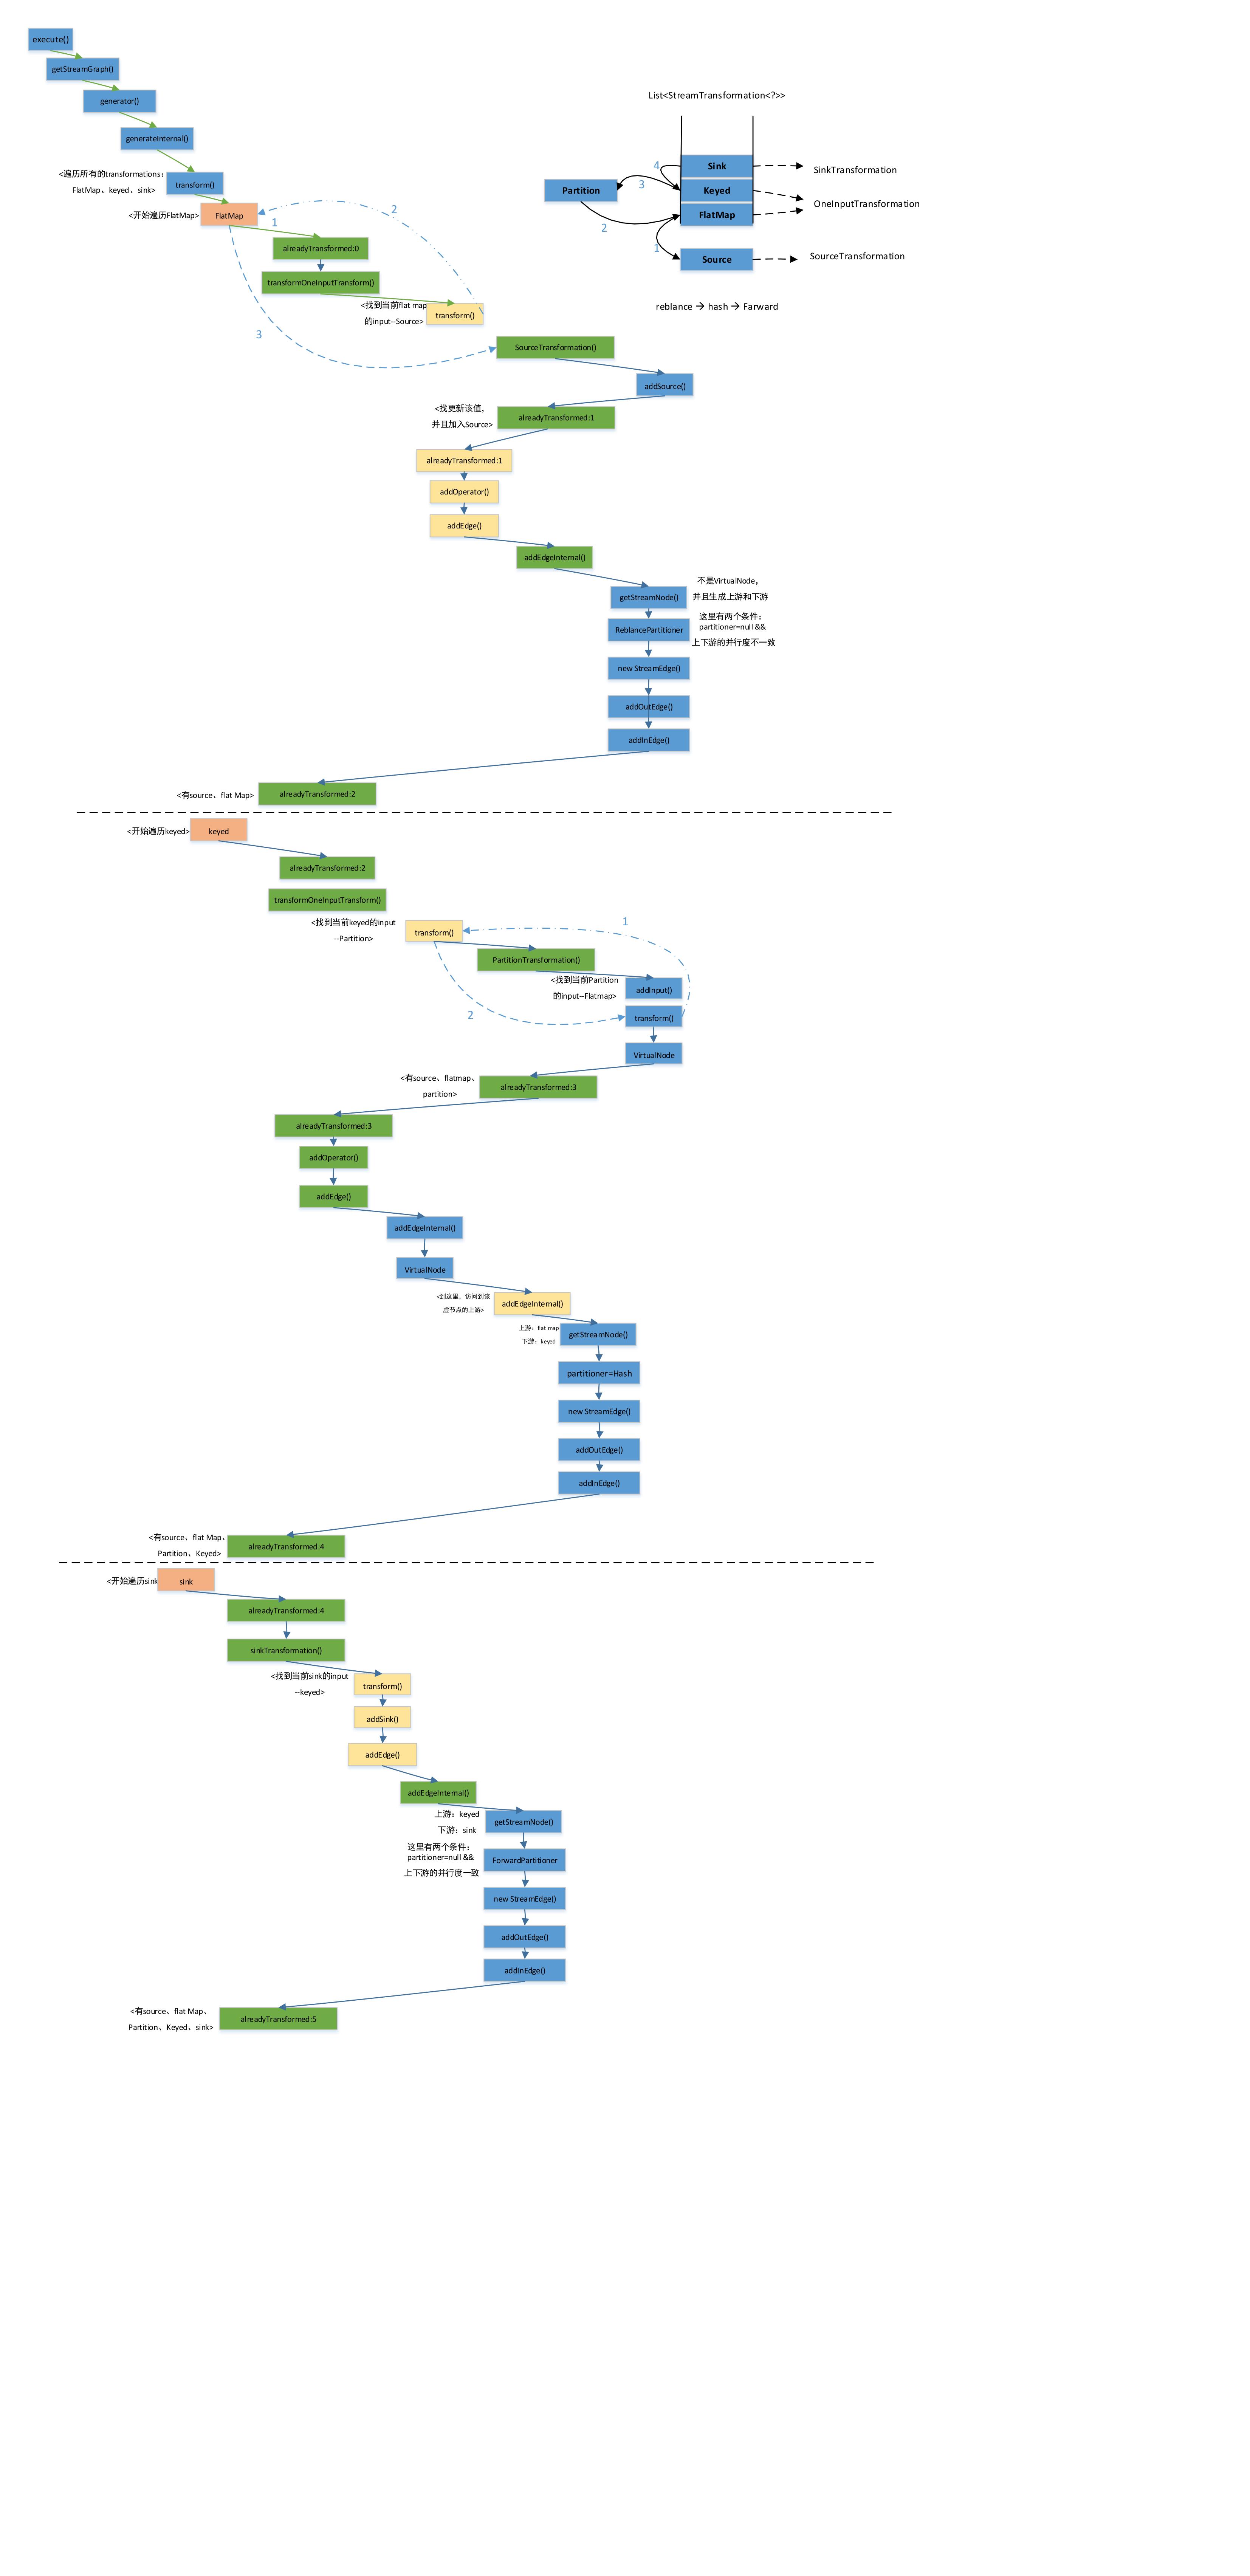 execute()
getStreamGraph()
generator()
generateInternal()
<遍历所有的transformations:
FlatMap、keyed、sink>
transform()
<开始遍历FlatMap>
FlatMap
1
2
alreadyTransformed:0
transformOneInputTransform()
<找到当前flat map
的input--Source>
transform()
3
List<StreamTransformation<?>>
Sink
Keyed
FlatMap
Source
Partition
4
3
2
1
SinkTransformation
OneInputTransformation
SourceTransformation
reblance → hash → Farward
SourceTransformation()
addSource()
<找更新该值，
并且加入Source>
alreadyTransformed:1
alreadyTransformed:1
addOperator()
addEdge()
addEdgeInternal()
不是VirtualNode，
并且生成上游和下游
getStreamNode()
这里有两个条件：
partitioner=null &&
上下游的并行度不一致
ReblancePartitioner
new StreamEdge()
addOutEdge()
addInEdge()
<有source、flat Map>
alreadyTransformed:2
<开始遍历keyed>
keyed
alreadyTransformed:2
transformOneInputTransform()
<找到当前keyed的input
--Partition>
transform()
1
PartitionTransformation()
<找到当前Partition
的input--Flatmap>
addInput()
2
transform()
VirtualNode
<有source、flatmap、
partition>
alreadyTransformed:3
alreadyTransformed:3
addOperator()
addEdge()
addEdgeInternal()
VirtualNode
<到这里，访问到该
虚节点的上游>
addEdgeInternal()
上游：flat map
下游：keyed
getStreamNode()
partitioner=Hash
new StreamEdge()
addOutEdge()
addInEdge()
<有source、flat Map、
Partition、Keyed>
alreadyTransformed:4
<开始遍历sink
sink
alreadyTransformed:4
sinkTransformation()
<找到当前sink的input
--keyed>
transform()
addSink()
addEdge()
addEdgeInternal()
上游：keyed
下游：sink
getStreamNode()
这里有两个条件：
partitioner=null &&
上下游的并行度一致
ForwardPartitioner
new StreamEdge()
addOutEdge()
addInEdge()
<有source、flat Map、
Partition、Keyed、sink>
alreadyTransformed:5